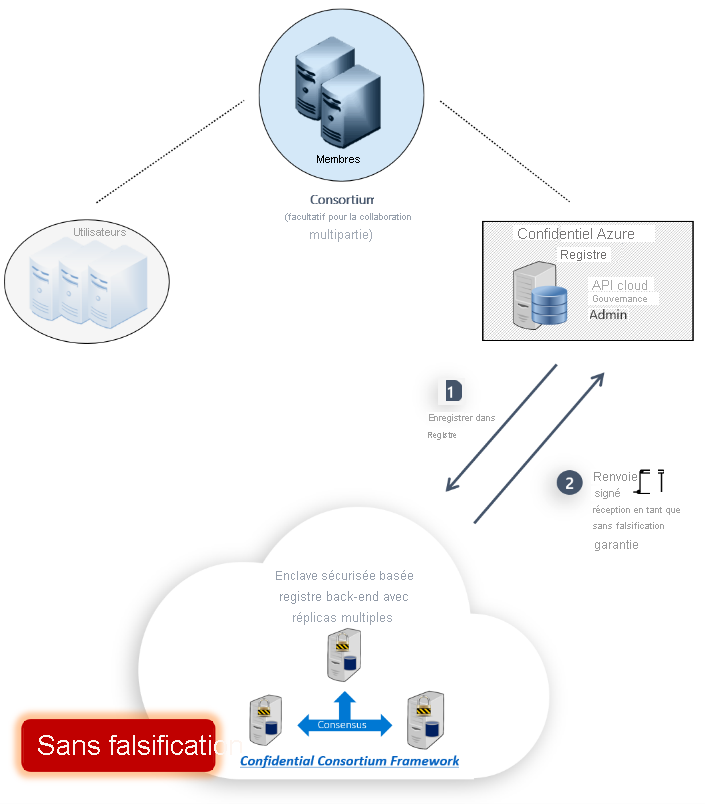 Membres
Consortium
(facultatif pour la collaboration
multipartie)
Utilisateurs
Confidentiel Azure
Registre
API cloud
Gouvernance
Admin
1
Enregistrer dans
Registre
2
Renvoie
signé
réception en tant que
sans falsification
garantie
Enclave sécurisée basée
registre back-end avec
réplicas multiples
Consensus
Confidential Consortium Framework
Sans falsification